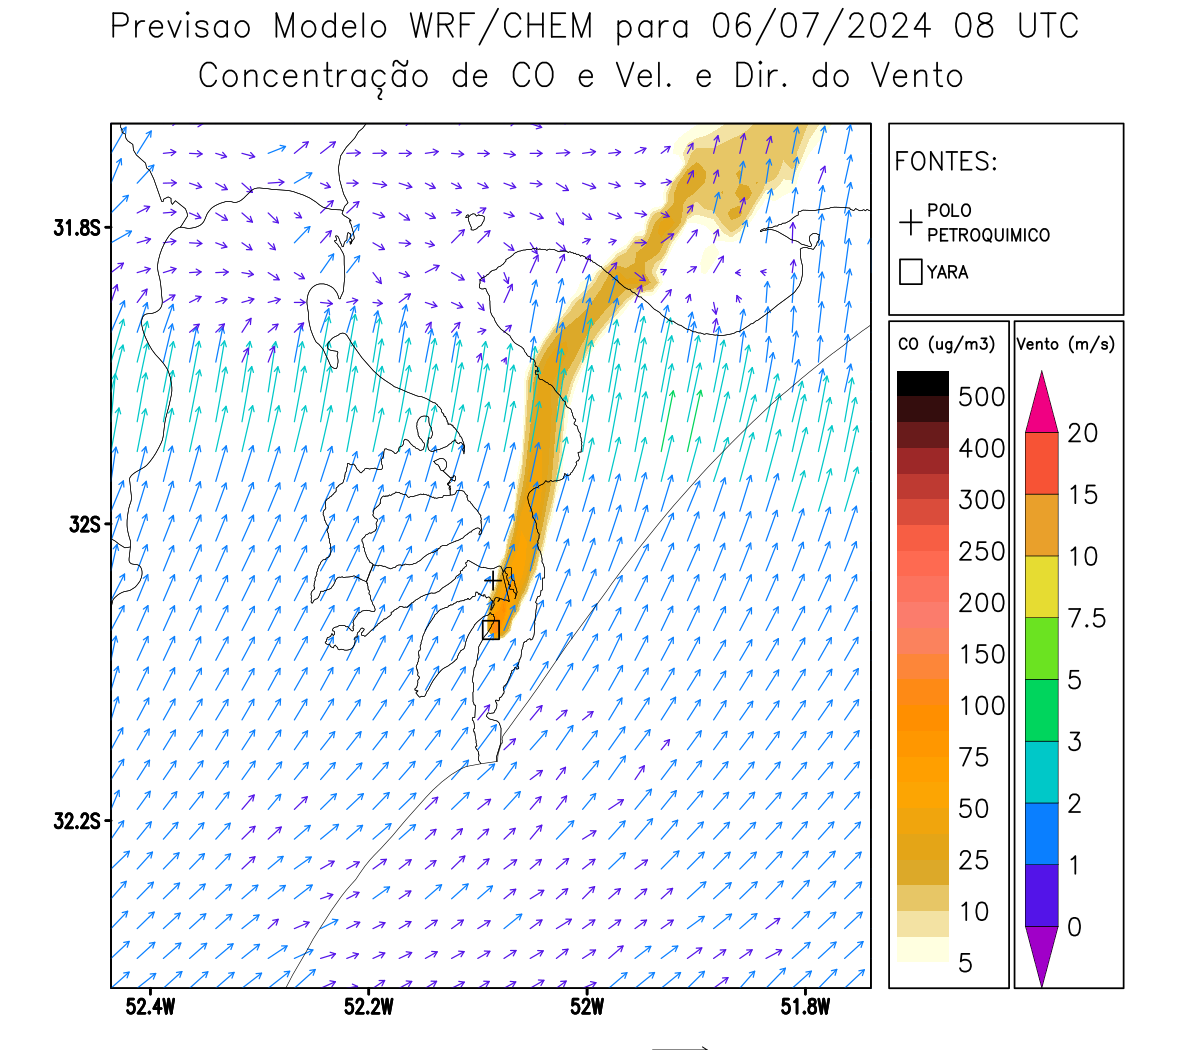 Previsao Modelo WRF/CHEM para 06/07/2024 08 UTC
Concentração de CO e Vel. e Dir. do Vento
FONTES:
POLO
PETROQUIMICO
YARA
CO (ug/m3)
500
400
300
250
200
150
100
75
50
25
10
5
Vento (m/s)
20
15
10
7.5
5
3
2
1
0
31.8S
32S
32.2S
52.4W
52.2W
52W
51.8W